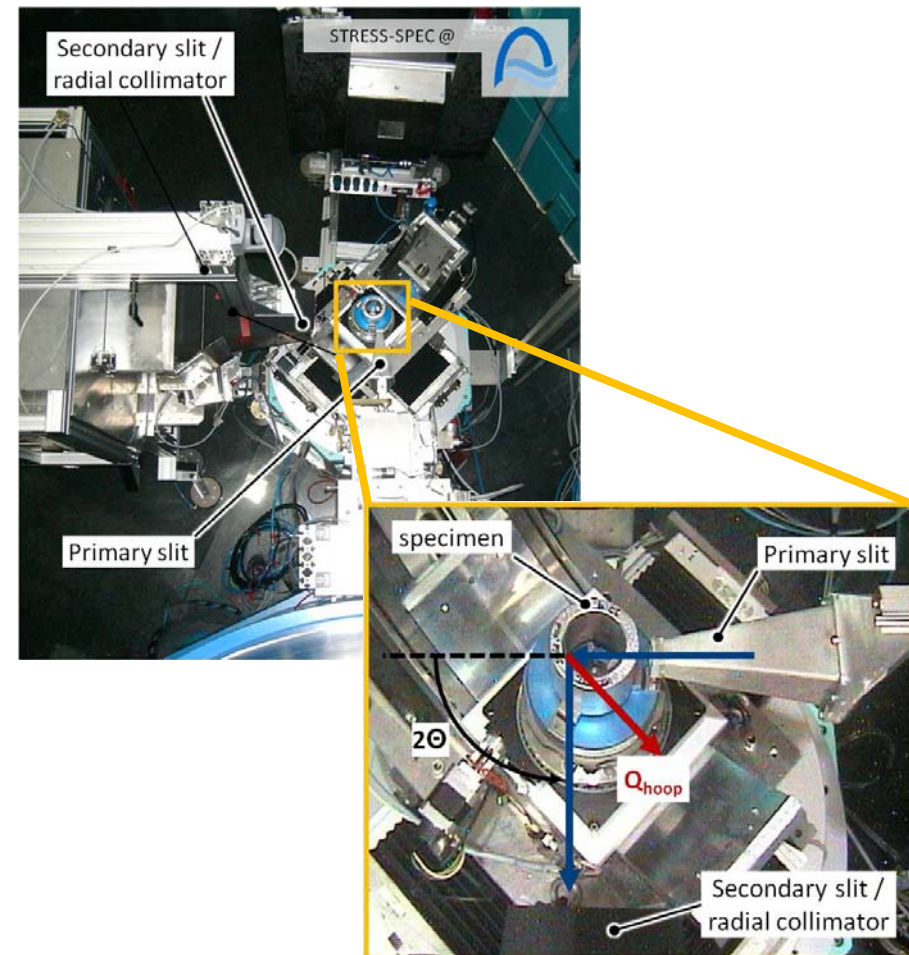 STRESS-SPEC @
Secondary slit /
radial collimator
Primary slit
specimen
Primary slit
2Θ
Q_hoop
Secondary slit /
radial collimator